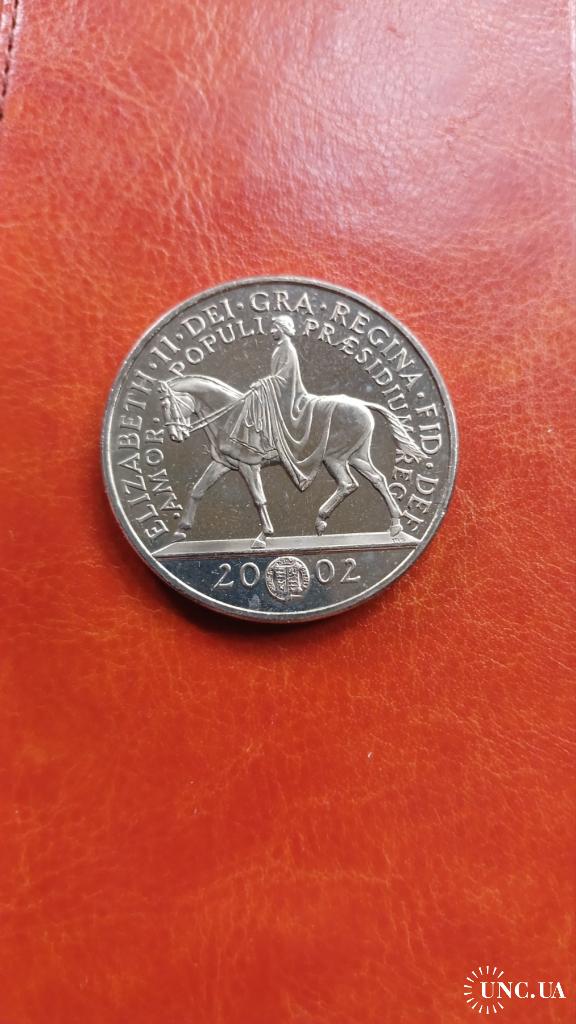 ELIZABETH · II · DEI · GRA · REGINA · FID · DEF
· AMOR · POPULI PRÆSIDIUM REG ·
20 02
UNC.UA